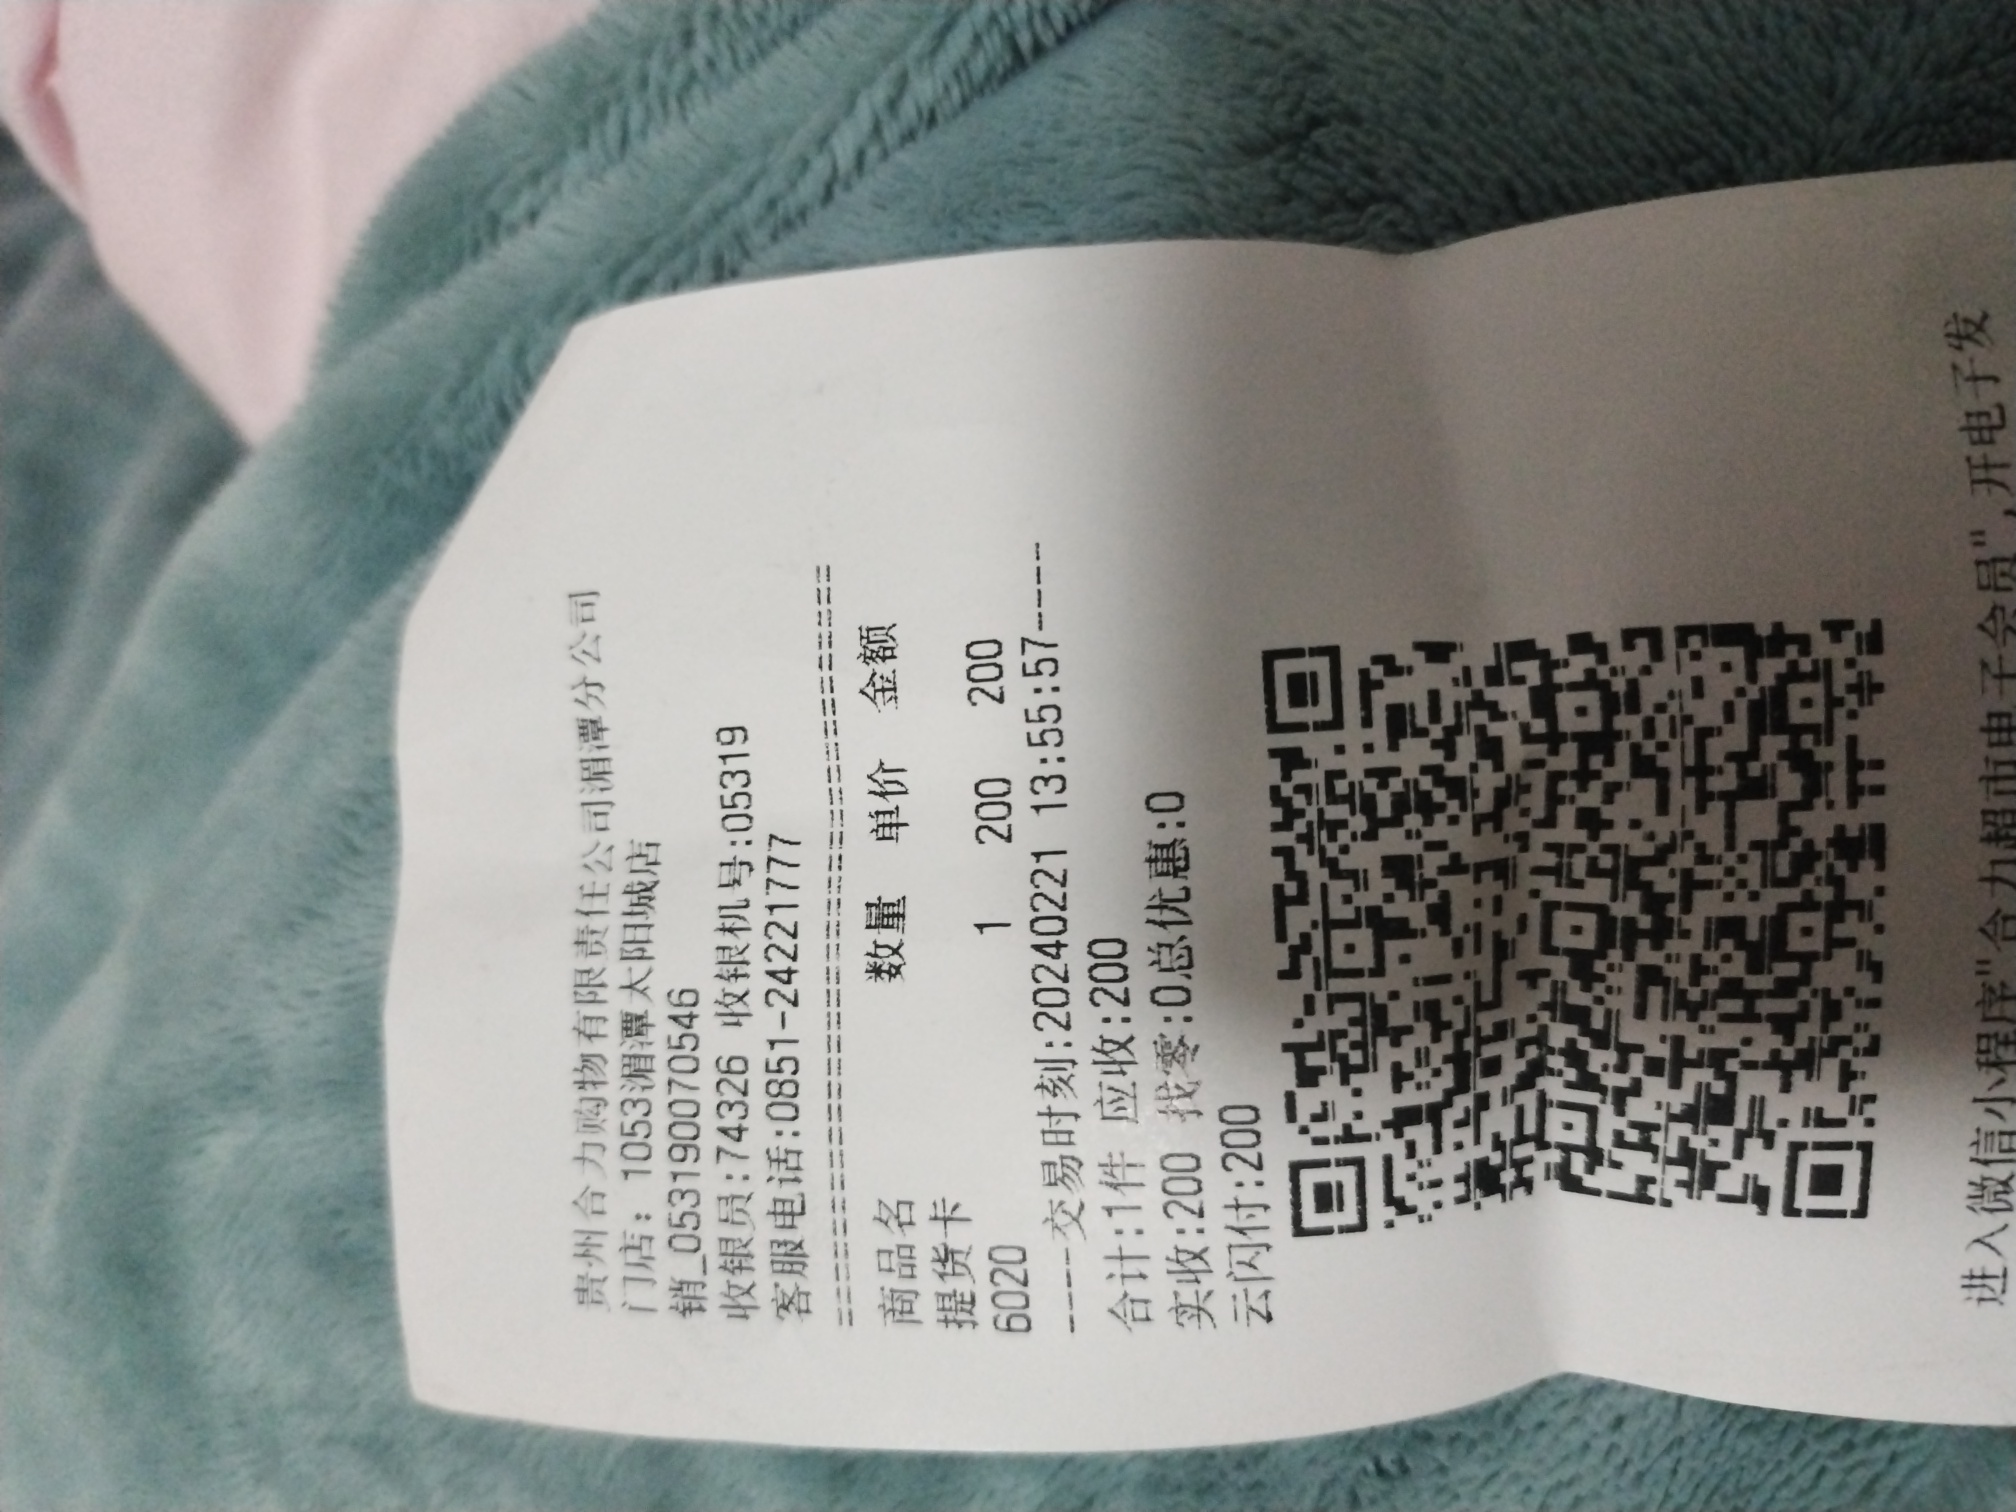 贵州合力购物有限责任公司湄潭分公司
门店: 1053湄潭太阳城店
销_0531900070546
收银员:74326 收银机号:05319
客服电话:0851-24221777
================================
商品名 数量 单价 金额
提货卡
6020 1 200 200
----交易时刻:20240221 13:55:57-----
合计:1件 应收:200
实收:200 找零:0总优惠:0
云闪付:200
进入微信小程序"合力超市电子会员",开电子发